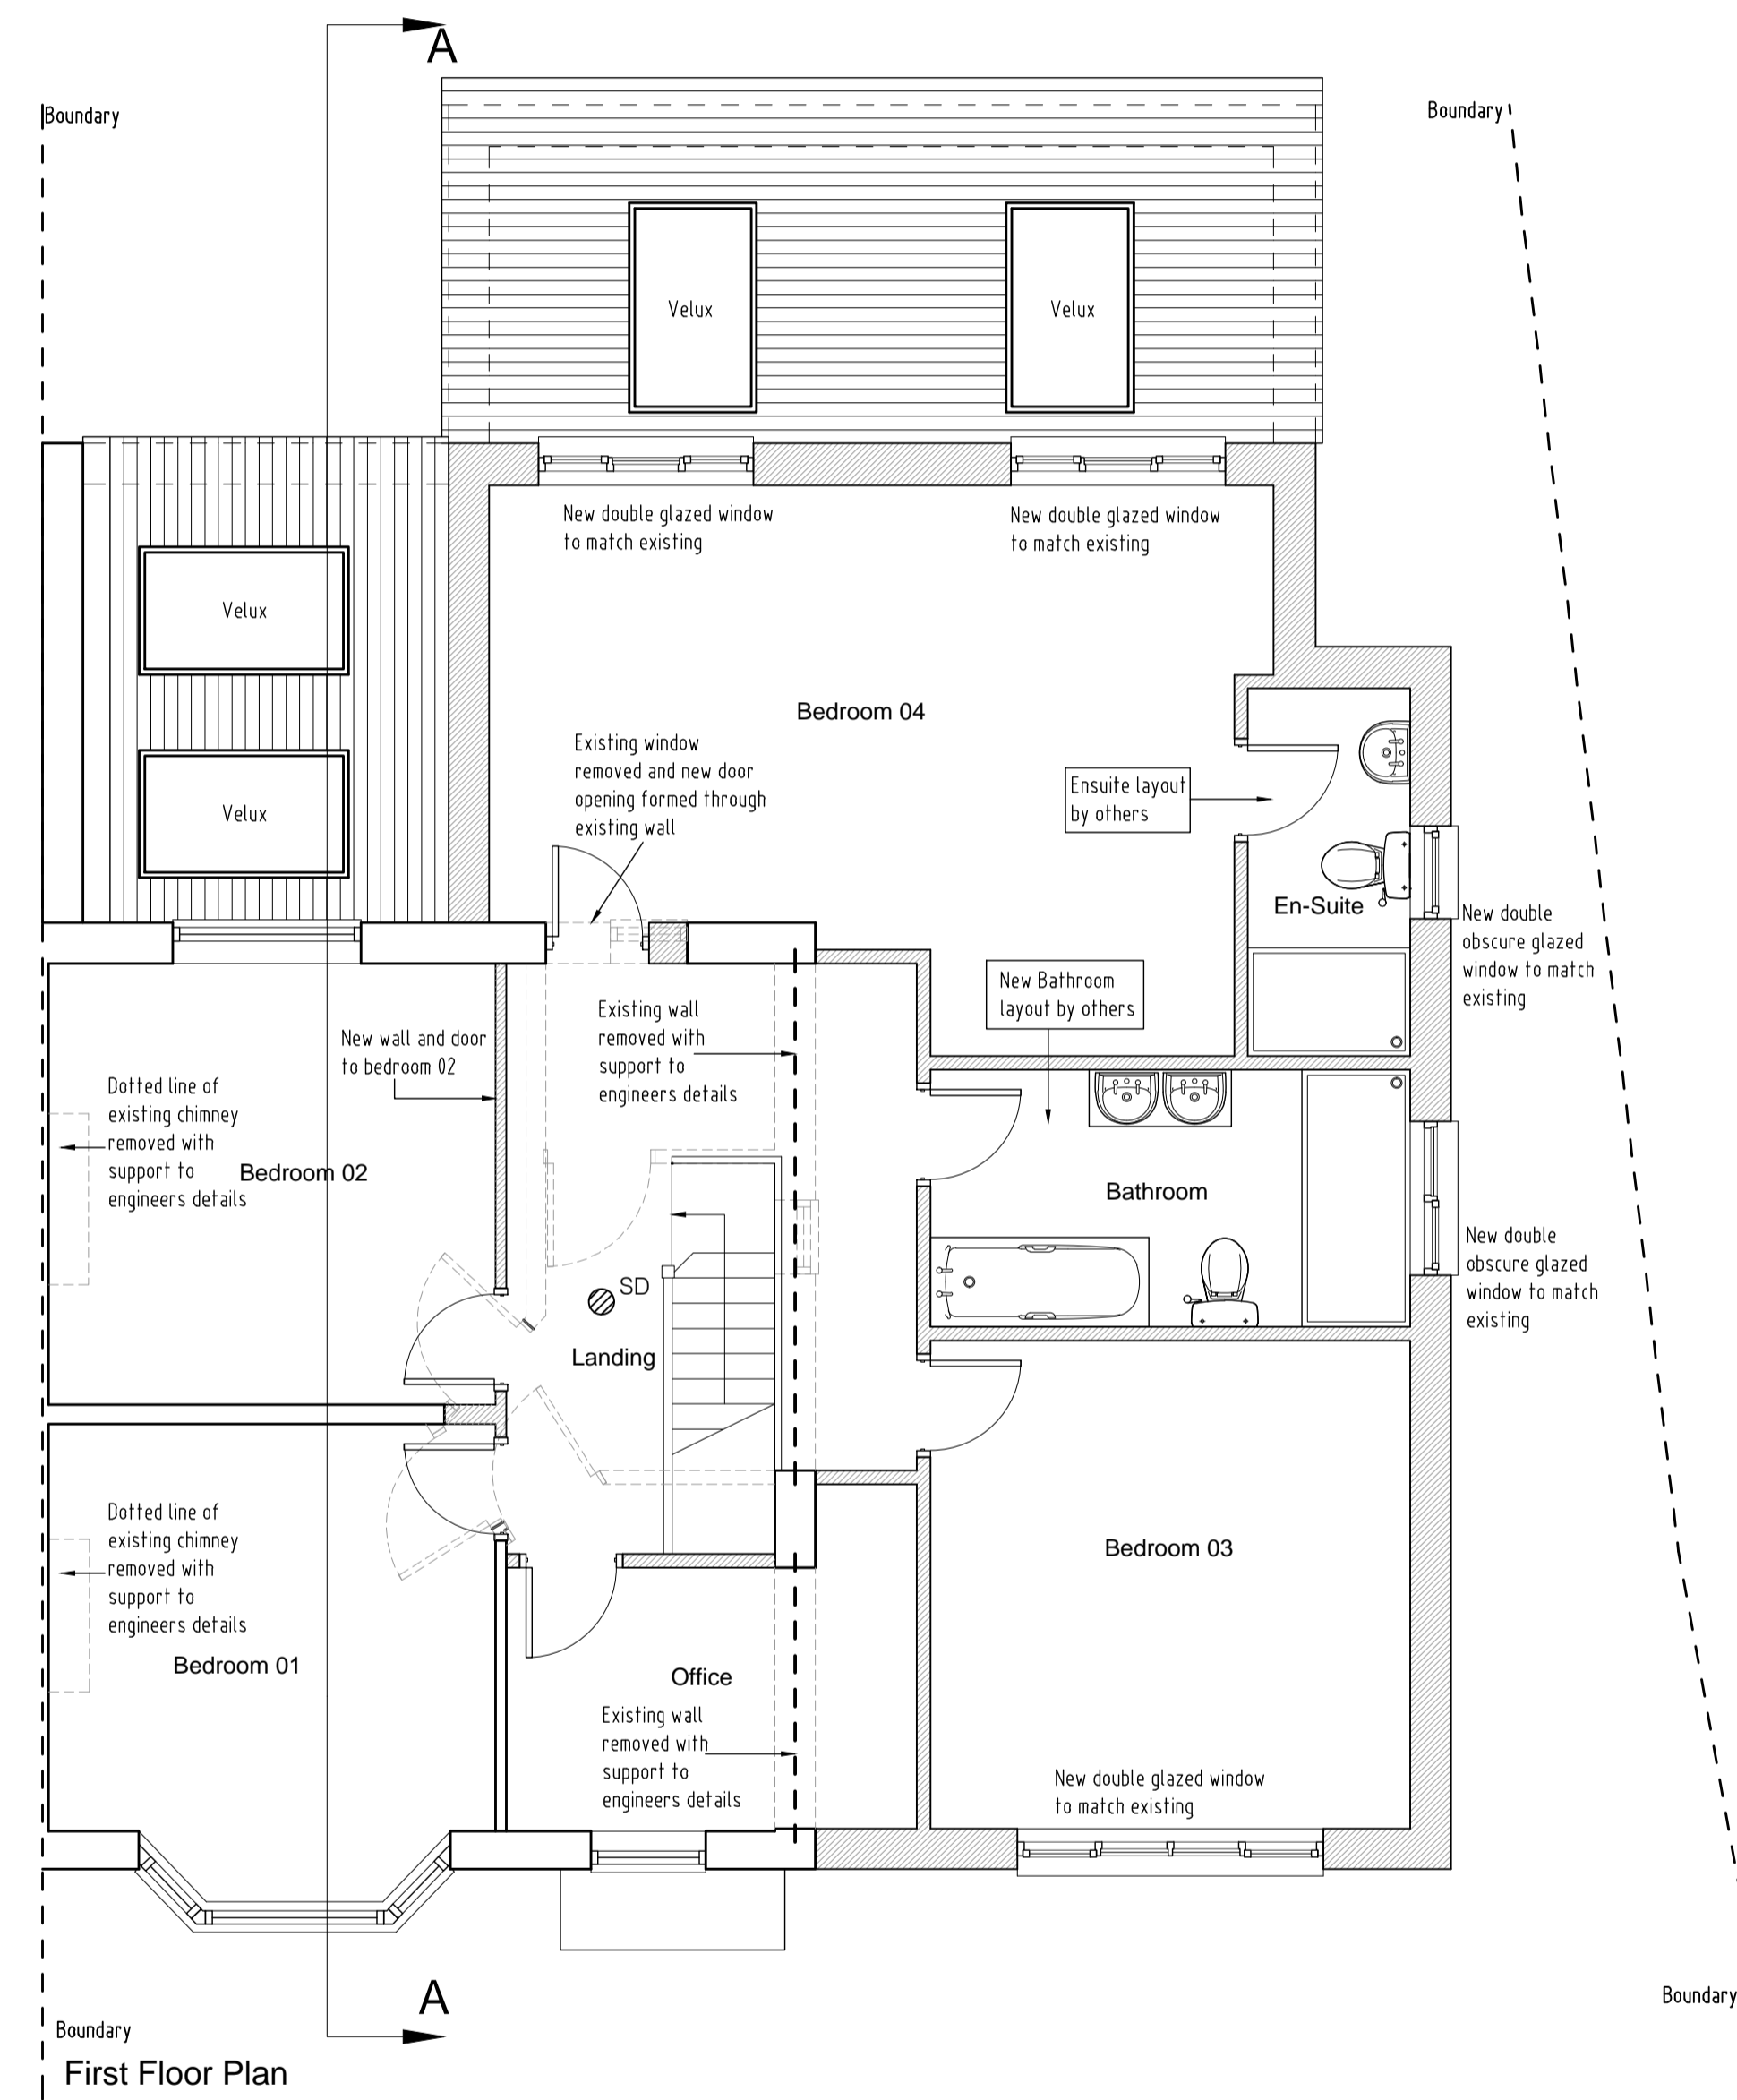 A
Boundary
Boundary
Velux
Velux
New double glazed window
to match existing
New double glazed window
to match existing
Velux
Velux
Bedroom 04
Existing window
removed and new door
opening formed through
existing wall
Ensuite layout
by others
En-Suite
New double
obscure glazed
window to match
existing
New Bathroom
layout by others
Existing wall
removed with
support to
engineers details
New wall and door
to bedroom 02
Dotted line of
existing chimney
removed with
support to
engineers details
Bedroom 02
Bathroom
New double
obscure glazed
window to match
existing
SD
Landing
Dotted line of
existing chimney
removed with
support to
engineers details
Bedroom 01
Bedroom 03
Office
Existing wall
removed with
support to
engineers details
New double glazed window
to match existing
A
Boundary
Boundary
First Floor Plan